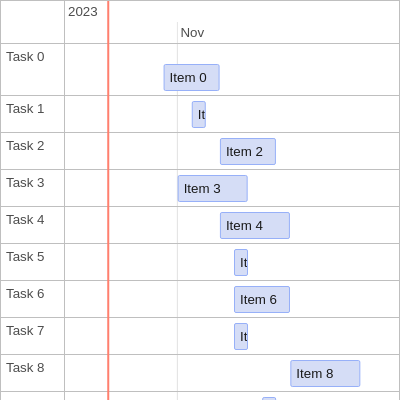 2023
Nov
Task 0
Item 0
Task 1
It
Task 2
Item 2
Task 3
Item 3
Task 4
Item 4
Task 5
It
Task 6
Item 6
Task 7
It
Task 8
Item 8